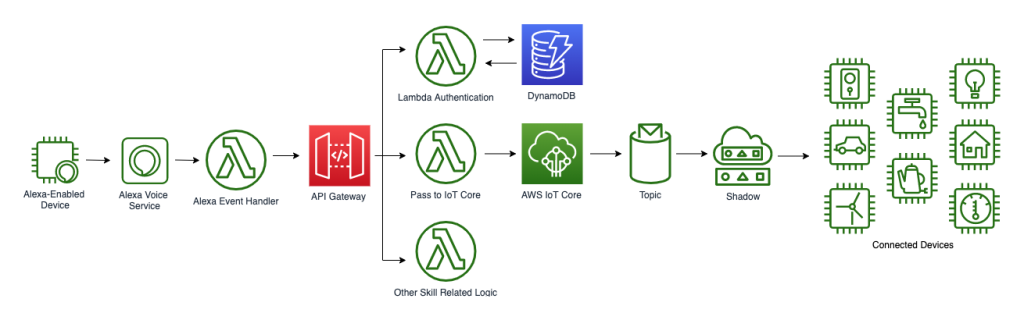 Lambda Authentication
DynamoDB
Alexa-Enabled
Device
Alexa Voice
Service
Alexa Event Handler
API Gateway
Pass to IoT Core
AWS IoT Core
Topic
Shadow
Connected Devices
Other Skill Related Logic